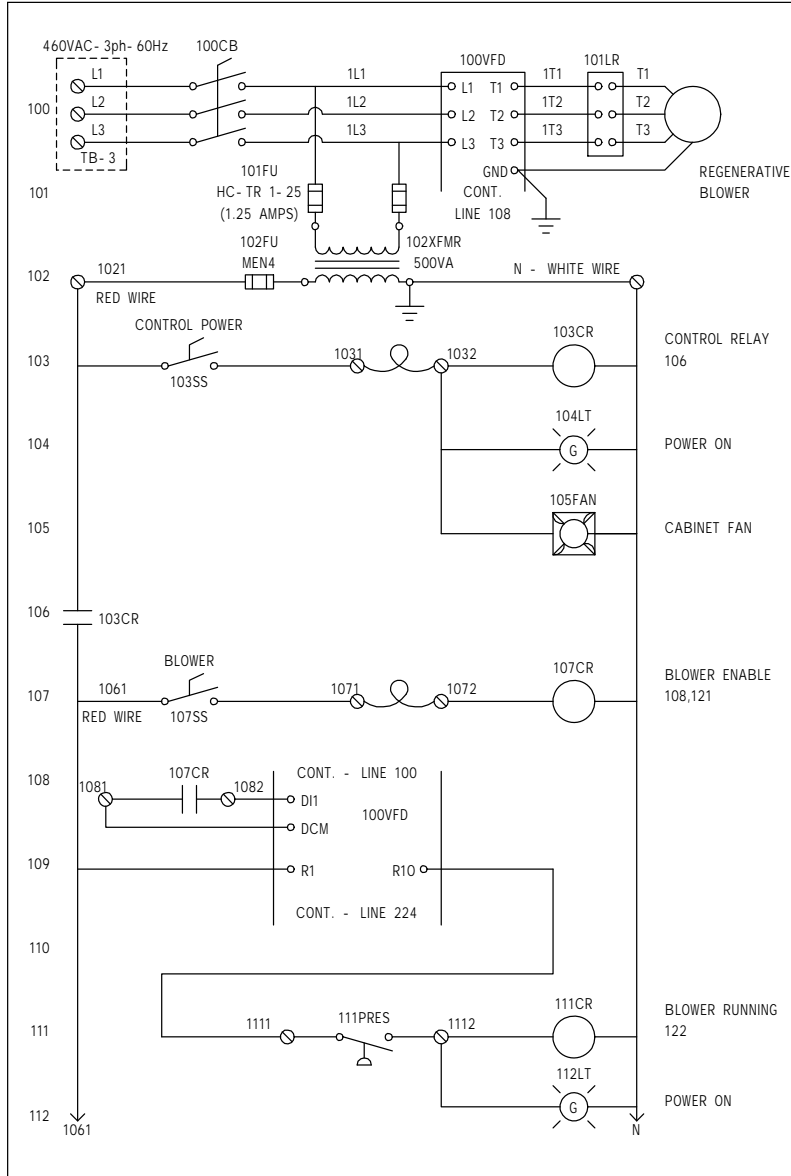 460VAC-3ph-60Hz 100CB 100VFD 101LR
L1 1L1 L1 T1 1T1 T1
100 L2 1L2 L2 T2 1T2 T2
L3 1L3 L3 T3 1T3 T3
TB-3
GND REGENERATIVE
101FU CONT. BLOWER
101 HC-TR 1-25 LINE 108
(1.25 AMPS)
102FU 102XFMR
102 1021 MEN4 500VA N - WHITE WIRE
RED WIRE
CONTROL POWER
103CR CONTROL RELAY
103 1031 1032 106
103SS
104LT
104 G POWER ON
105FAN
105 CABINET FAN
106 103CR
BLOWER BLOWER ENABLE
107 1061 1071 1072 107CR 108,121
RED WIRE 107SS
108 107CR CONT. - LINE 100
1081 1082
DI1 100VFD
DCM
109 R1 R1O
CONT. - LINE 224
110
111CR BLOWER RUNNING
111 1111 111PRES 1112 122
112LT
112 G POWER ON
1061 N